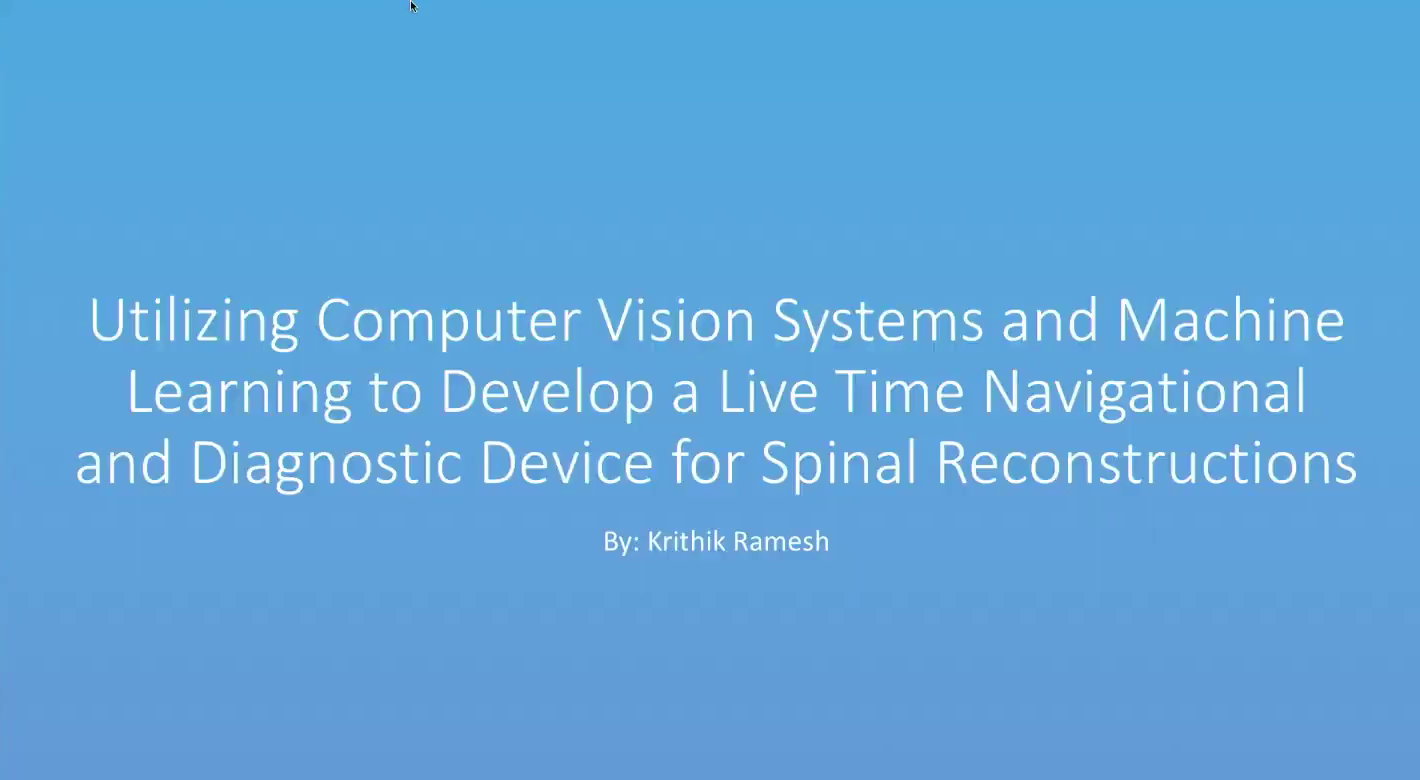 Utilizing Computer Vision Systems and Machine
Learning to Develop a Live Time Navigational
and Diagnostic Device for Spinal Reconstructions
By: Krithik Ramesh